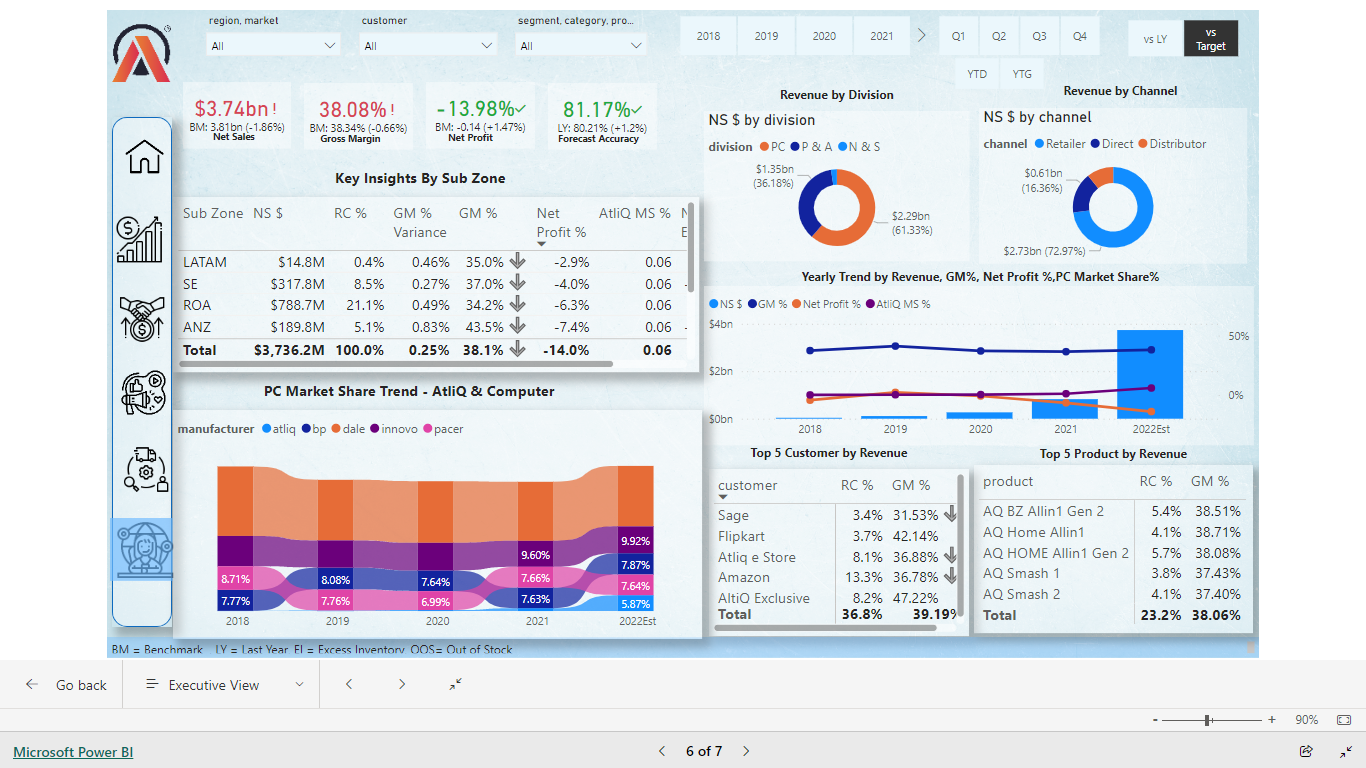 region, market
customer
segment, category, pro...
All
All
All
2018
2019
2020
2021
Q1
Q2
Q3
Q4
vs LY
vs Target
YTD
YTG
$3.74bn !
BM: 3.81bn (-1.86%)
Net Sales
38.08% !
BM: 38.34% (-0.66%)
Gross Margin
-13.98%
BM: -0.14 (+1.47%)
Net Profit
81.17%
LY: 80.21% (+1.2%)
Forecast Accuracy
Key Insights By Sub Zone
Sub Zone NS $ RC % GM % Variance GM % Net Profit % AtliQ MS % N E
LATAM $14.8M 0.4% 0.46% 35.0% -2.9% 0.06
SE $317.8M 8.5% 0.27% 37.0% -4.0% 0.06 -
ROA $788.7M 21.1% 0.49% 34.2% -6.3% 0.06
ANZ $189.8M 5.1% 0.83% 43.5% -7.4% 0.06 -
Total $3,736.2M 100.0% 0.25% 38.1% -14.0% 0.06
PC Market Share Trend - AtliQ & Computer
manufacturer atliq bp dale innovo pacer
8.71%
7.77%
8.08%
7.76%
7.64%
6.99%
9.60%
7.66%
7.63%
9.92%
7.87%
7.64%
5.87%
2018 2019 2020 2021 2022Est
Revenue by Division
NS $ by division
division PC P & A N & S
$1.35bn
(36.18%)
$2.29bn
(61.33%)
Revenue by Channel
NS $ by channel
channel Retailer Direct Distributor
$0.61bn
(16.36%)
$2.73bn (72.97%)
Yearly Trend by Revenue, GM%, Net Profit %,PC Market Share%
NS $ GM % Net Profit % AtliQ MS %
$4bn
$2bn
$0bn
50%
0%
2018 2019 2020 2021 2022Est
Top 5 Customer by Revenue
customer RC % GM %
Sage 3.4% 31.53%
Flipkart 3.7% 42.14%
Atliq e Store 8.1% 36.88%
Amazon 13.3% 36.78%
AltiQ Exclusive 8.2% 47.22%
Total 36.8% 39.19%
Top 5 Product by Revenue
product RC % GM %
AQ BZ Allin1 Gen 2 5.4% 38.51%
AQ Home Allin1 4.1% 38.71%
AQ HOME Allin1 Gen 2 5.7% 38.08%
AQ Smash 1 3.8% 37.43%
AQ Smash 2 4.1% 37.40%
Total 23.2% 38.06%
BM = Benchmark LY = Last Year EI = Excess Inventory OOS= Out of Stock
Go back
Executive View
- + 90%
Microsoft Power BI
6 of 7